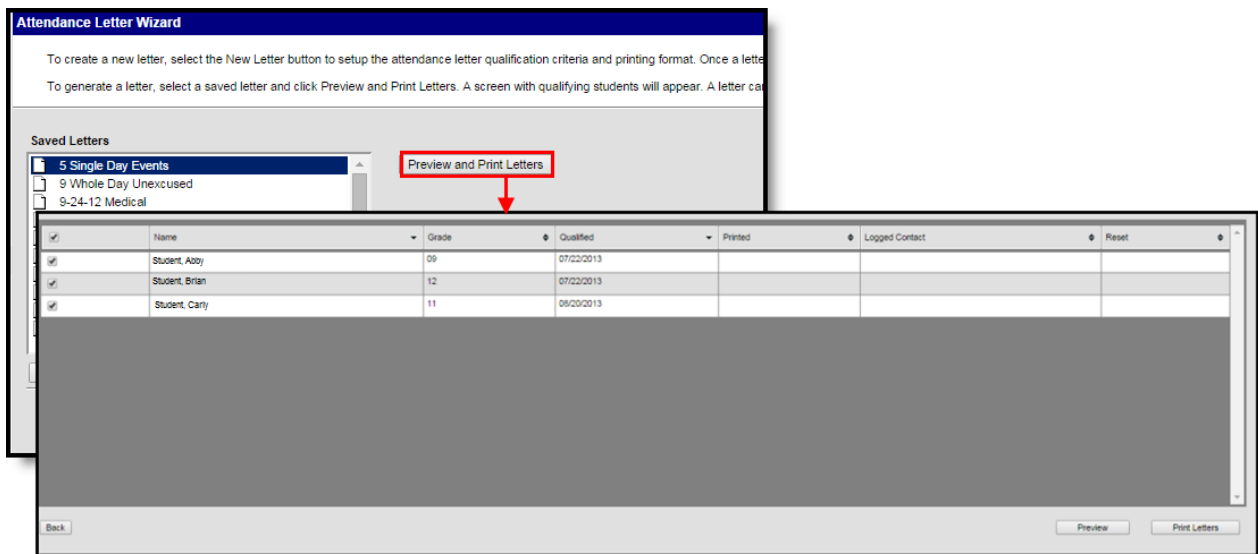 Attendance Letter Wizard
To create a new letter, select the New Letter button to setup the attendance letter qualification criteria and printing format. Once a lette
To generate a letter, select a saved letter and click Preview and Print Letters. A screen with qualifying students will appear. A letter car
Saved Letters
5 Single Day Events
Preview and Print Letters
9 Whole Day Unexcused
9-24-12 Medical
Name Grade Qualified Printed Logged Contact Reset
Student, Abby 09 07/22/2013
Student, Brian 12 07/22/2013
Student, Carly 11 08/20/2013
Back Preview Print Letters